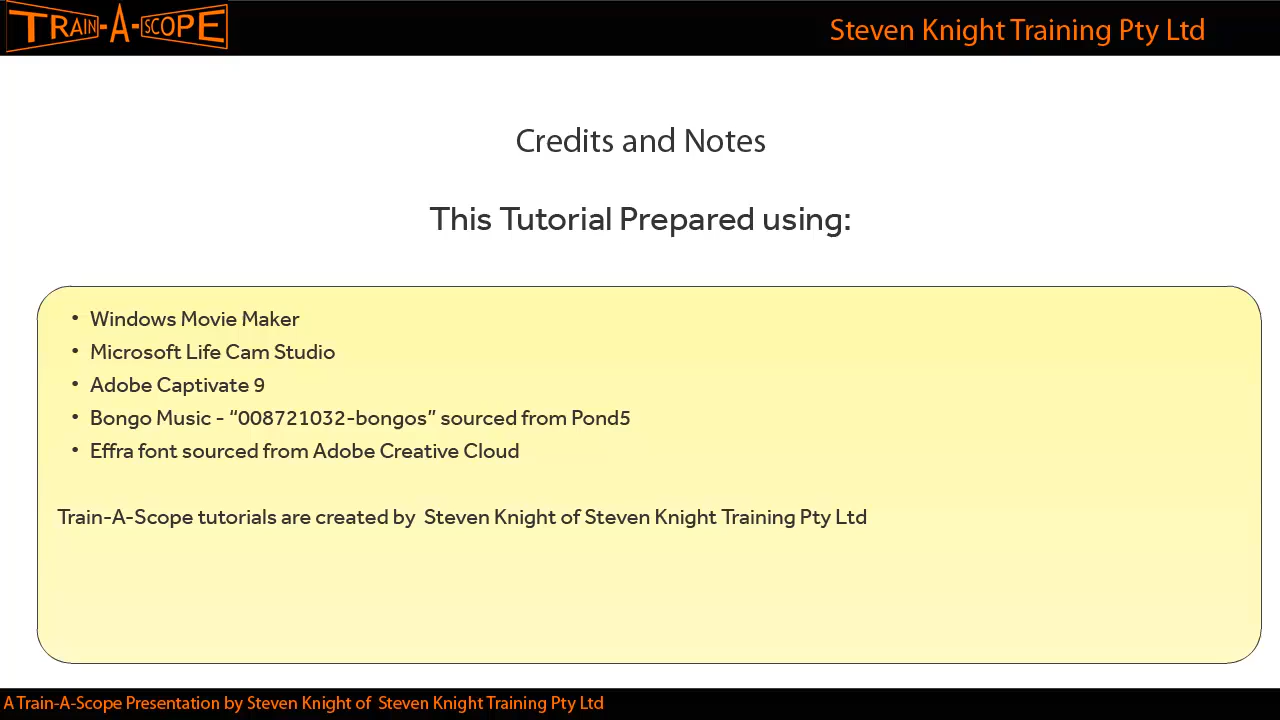 TRAIN-A-SCOPE
Steven Knight Training Pty Ltd
Credits and Notes
This Tutorial Prepared using:
• Windows Movie Maker
• Microsoft Life Cam Studio
• Adobe Captivate 9
• Bongo Music - “008721032-bongos” sourced from Pond5
• Effra font sourced from Adobe Creative Cloud
Train-A-Scope tutorials are created by  Steven Knight of Steven Knight Training Pty Ltd
A Train-A-Scope Presentation by Steven Knight of  Steven Knight Training Pty Ltd